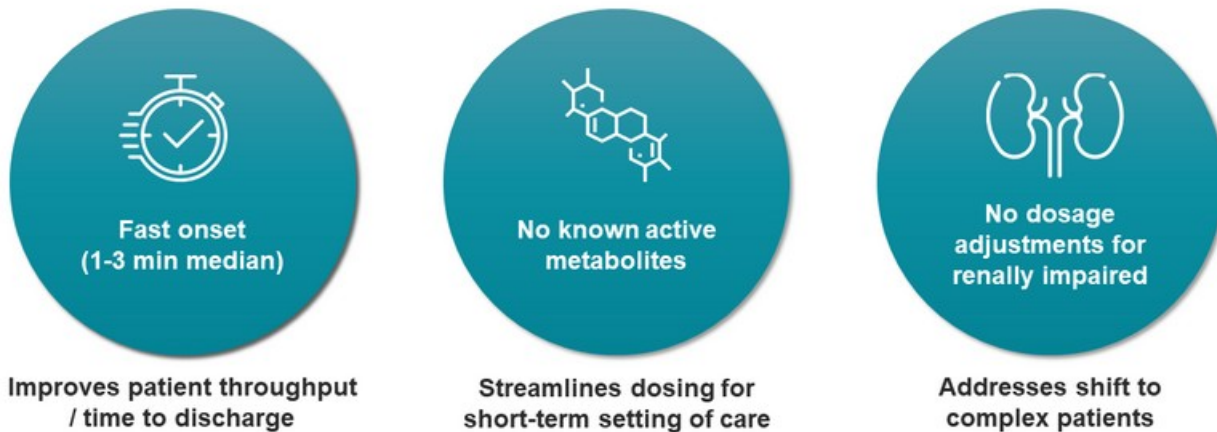 Fast onset
(1-3 min median)
Improves patient throughput
/ time to discharge
No known active
metabolites
Streamlines dosing for
short-term setting of care
No dosage
adjustments for
renally impaired
Addresses shift to
complex patients